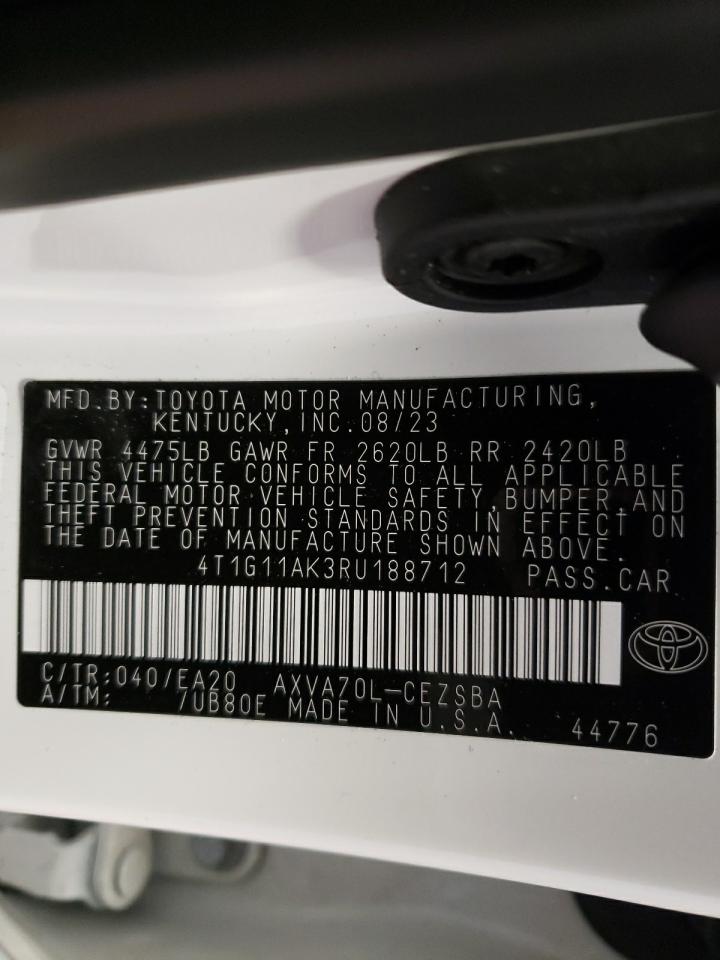 MFD.BY:TOYOTA MOTOR MANUFACTURING,
KENTUCKY,INC.08/23
GVWR 4475LB GAWR FR 2620LB RR 2420LB
THIS VEHICLE CONFORMS TO ALL APPLICABLE
FEDERAL MOTOR VEHICLE SAFETY,BUMPER,AND
THEFT PREVENTION STANDARDS IN EFFECT ON
THE DATE OF MANUFACTURE SHOWN ABOVE.
4T1G11AK3RU188712 PASS.CAR
C/TR:040/EA20 AXVA70L-CEZSBA
A/TM: /UB80E MADE IN U.S.A. 44776